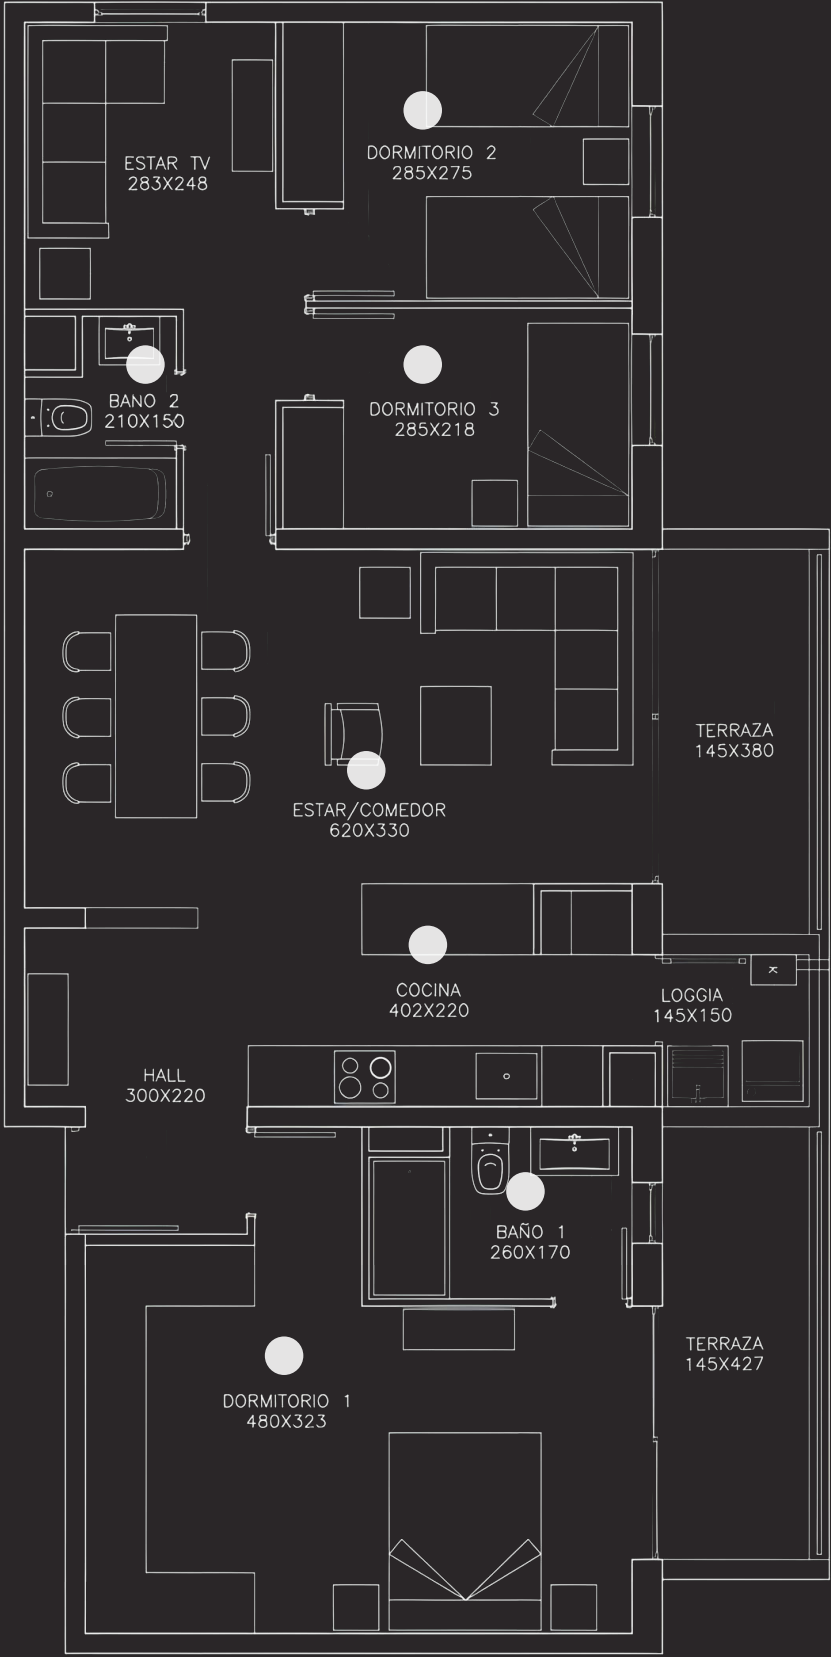 DORMITORIO 2
285X275
ESTAR TV
283X248
BANO 2
210X150
DORMITORIO 3
285X218
TERRAZA
145X380
ESTAR/COMEDOR
620X330
COCINA
402X220
LOGGIA
145X150
K
HALL
300X220
BAÑO 1
260X170
TERRAZA
145X427
DORMITORIO 1
480X323